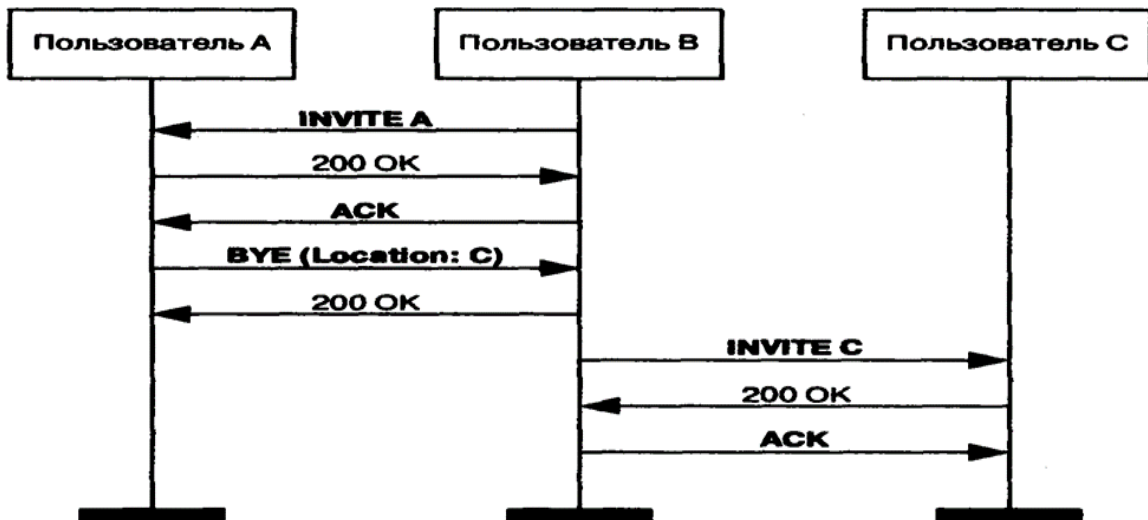 Пользователь A
Пользователь B
Пользователь C
INVITE A
200 OK
ACK
BYE (Location: C)
200 OK
INVITE C
200 OK
ACK